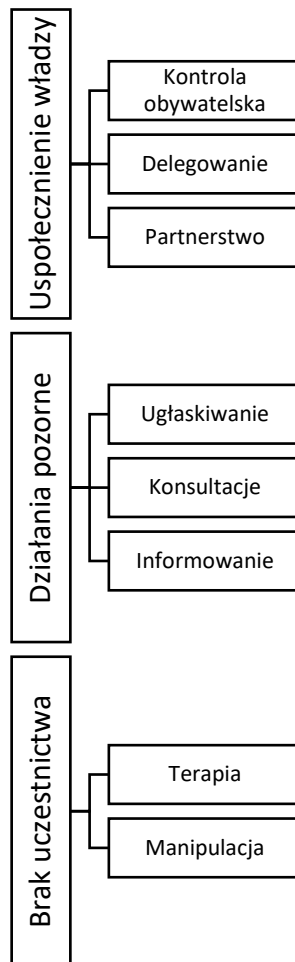 Uspołecznienie władzy
Kontrola
obywatelska
Delegowanie
Partnerstwo
Działania pozorne
Ugłaskiwanie
Konsultacje
Informowanie
Brak uczestnictwa
Terapia
Manipulacja